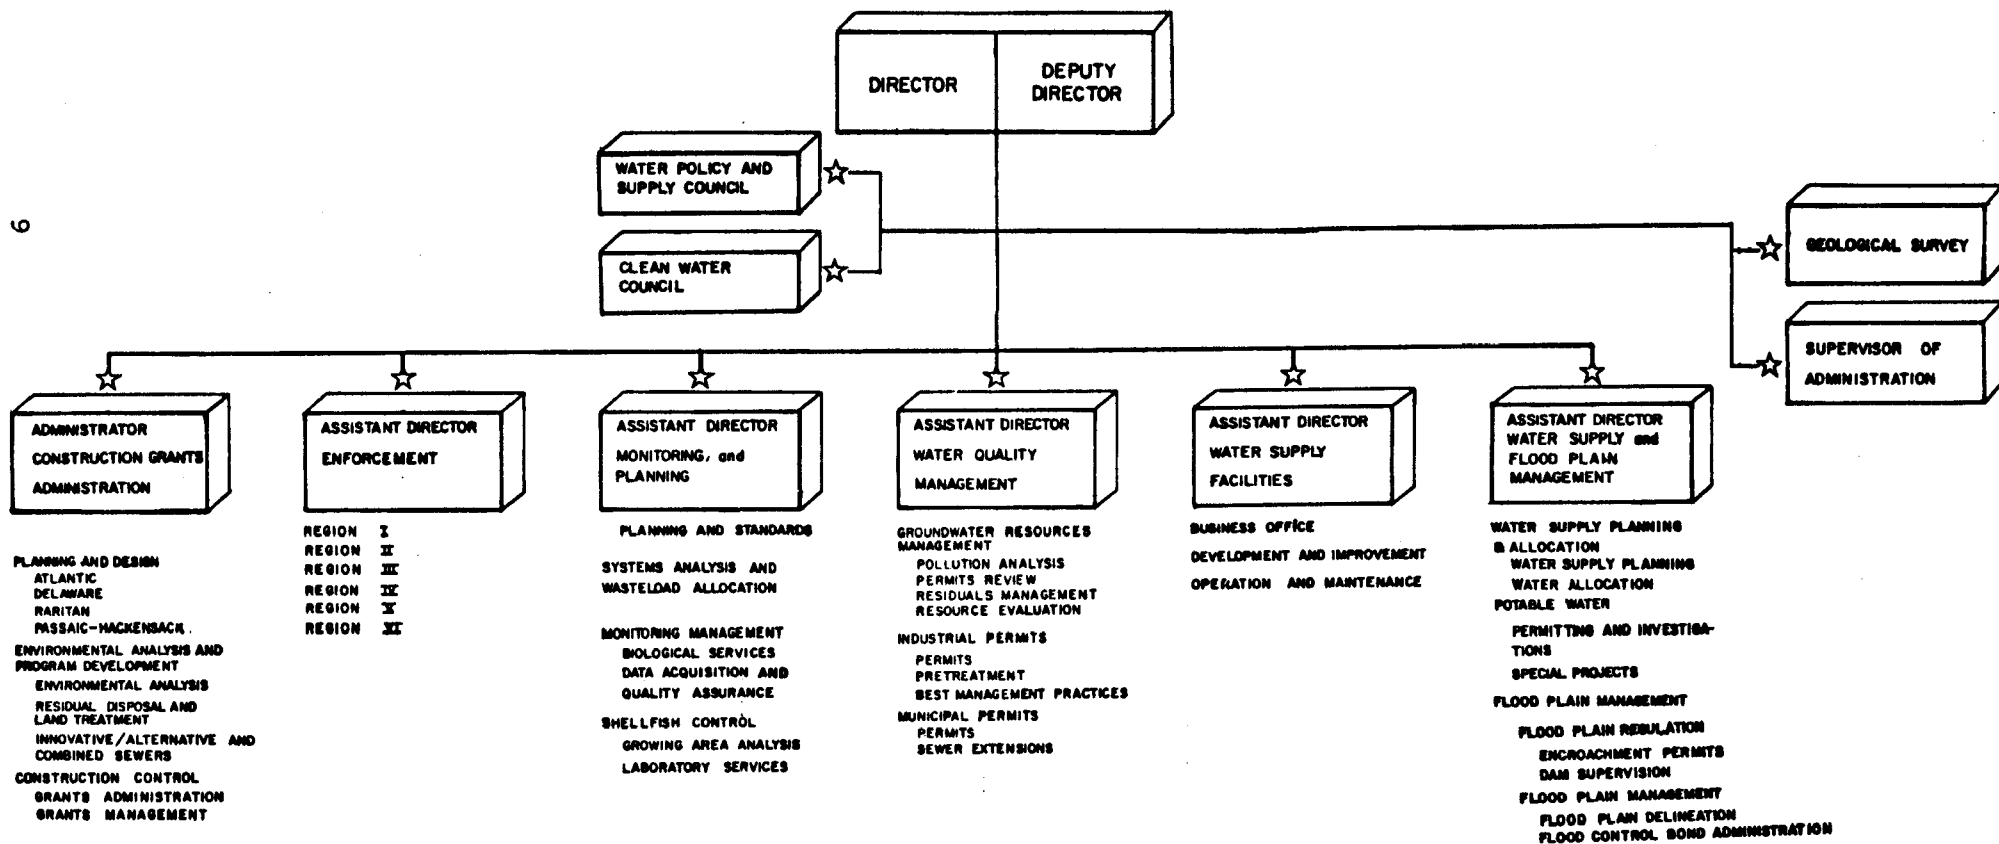 DIRECTOR
DEPUTY
DIRECTOR
WATER POLICY AND
SUPPLY COUNCIL
CLEAN WATER
COUNCIL
GEOLOGICAL SURVEY
SUPERVISOR OF
ADMINISTRATION
6
ADMINISTRATOR
CONSTRUCTION GRANTS
ADMINISTRATION
PLANNING AND DESIGN
ATLANTIC
DELAWARE
RARITAN
PASSAIC-HACKENSACK.
ENVIRONMENTAL ANALYSIS AND
PROGRAM DEVELOPMENT
ENVIRONMENTAL ANALYSIS
RESIDUAL DISPOSAL AND
LAND TREATMENT
INNOVATIVE/ALTERNATIVE AND
COMBINED SEWERS
CONSTRUCTION CONTROL
GRANTS ADMINISTRATION
GRANTS MANAGEMENT
ASSISTANT DIRECTOR
ENFORCEMENT
REGION I
REGION II
REGION III
REGION IV
REGION V
REGION VI
ASSISTANT DIRECTOR
MONITORING, and
PLANNING
PLANNING AND STANDARDS
SYSTEMS ANALYSIS AND
WASTELOAD ALLOCATION
MONITORING MANAGEMENT
BIOLOGICAL SERVICES
DATA ACQUISITION AND
QUALITY ASSURANCE
SHELLFISH CONTROL
GROWING AREA ANALYSIS
LABORATORY SERVICES
ASSISTANT DIRECTOR
WATER QUALITY
MANAGEMENT
GROUNDWATER RESOURCES
MANAGEMENT
POLLUTION ANALYSIS
PERMITS REVIEW
RESIDUALS MANAGEMENT
RESOURCE EVALUATION
INDUSTRIAL PERMITS
PERMITS
PRETREATMENT
BEST MANAGEMENT PRACTICES
MUNICIPAL PERMITS
PERMITS
SEWER EXTENSIONS
ASSISTANT DIRECTOR
WATER SUPPLY
FACILITIES
BUSINESS OFFICE
DEVELOPMENT AND IMPROVEMENT
OPERATION AND MAINTENANCE
ASSISTANT DIRECTOR
WATER SUPPLY and
FLOOD PLAIN
MANAGEMENT
WATER SUPPLY PLANNING
& ALLOCATION
WATER SUPPLY PLANNING
WATER ALLOCATION
POTABLE WATER
PERMITTING AND INVESTIGA-
TIONS
SPECIAL PROJECTS
FLOOD PLAIN MANAGEMENT
FLOOD PLAIN REGULATION
ENCROACHMENT PERMITS
DAM SUPERVISION
FLOOD PLAIN MANAGEMENT
FLOOD PLAIN DELINEATION
FLOOD CONTROL BOND ADMINISTRATION